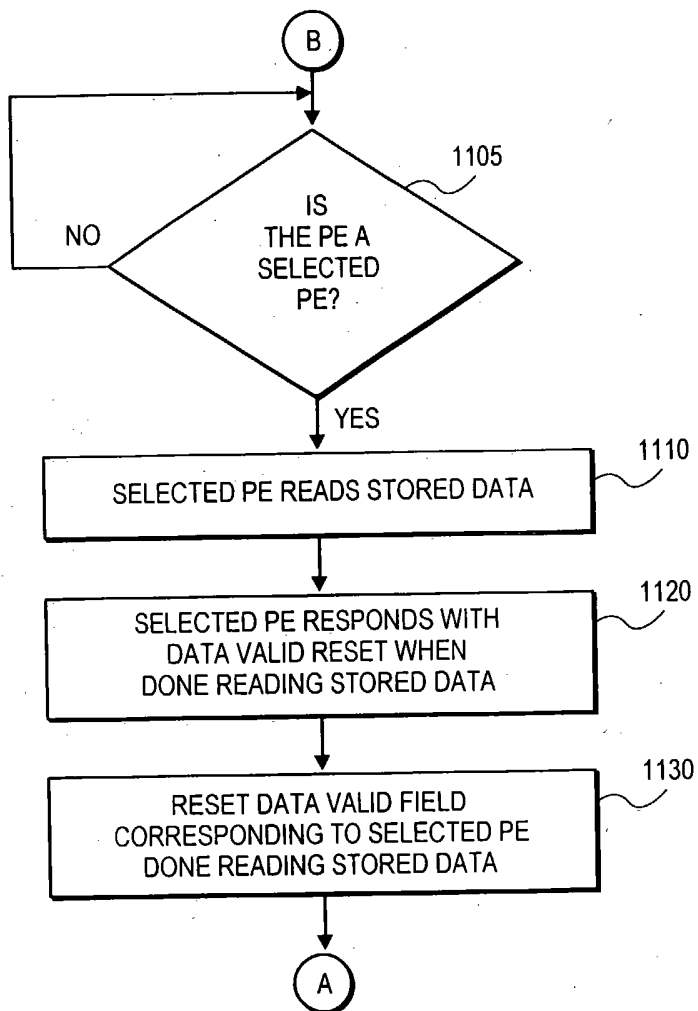 B
1105
IS
THE PE A
SELECTED
PE?
NO
YES
1110
SELECTED PE READS STORED DATA
1120
SELECTED PE RESPONDS WITH
DATA VALID RESET WHEN
DONE READING STORED DATA
1130
RESET DATA VALID FIELD
CORRESPONDING TO SELECTED PE
DONE READING STORED DATA
A